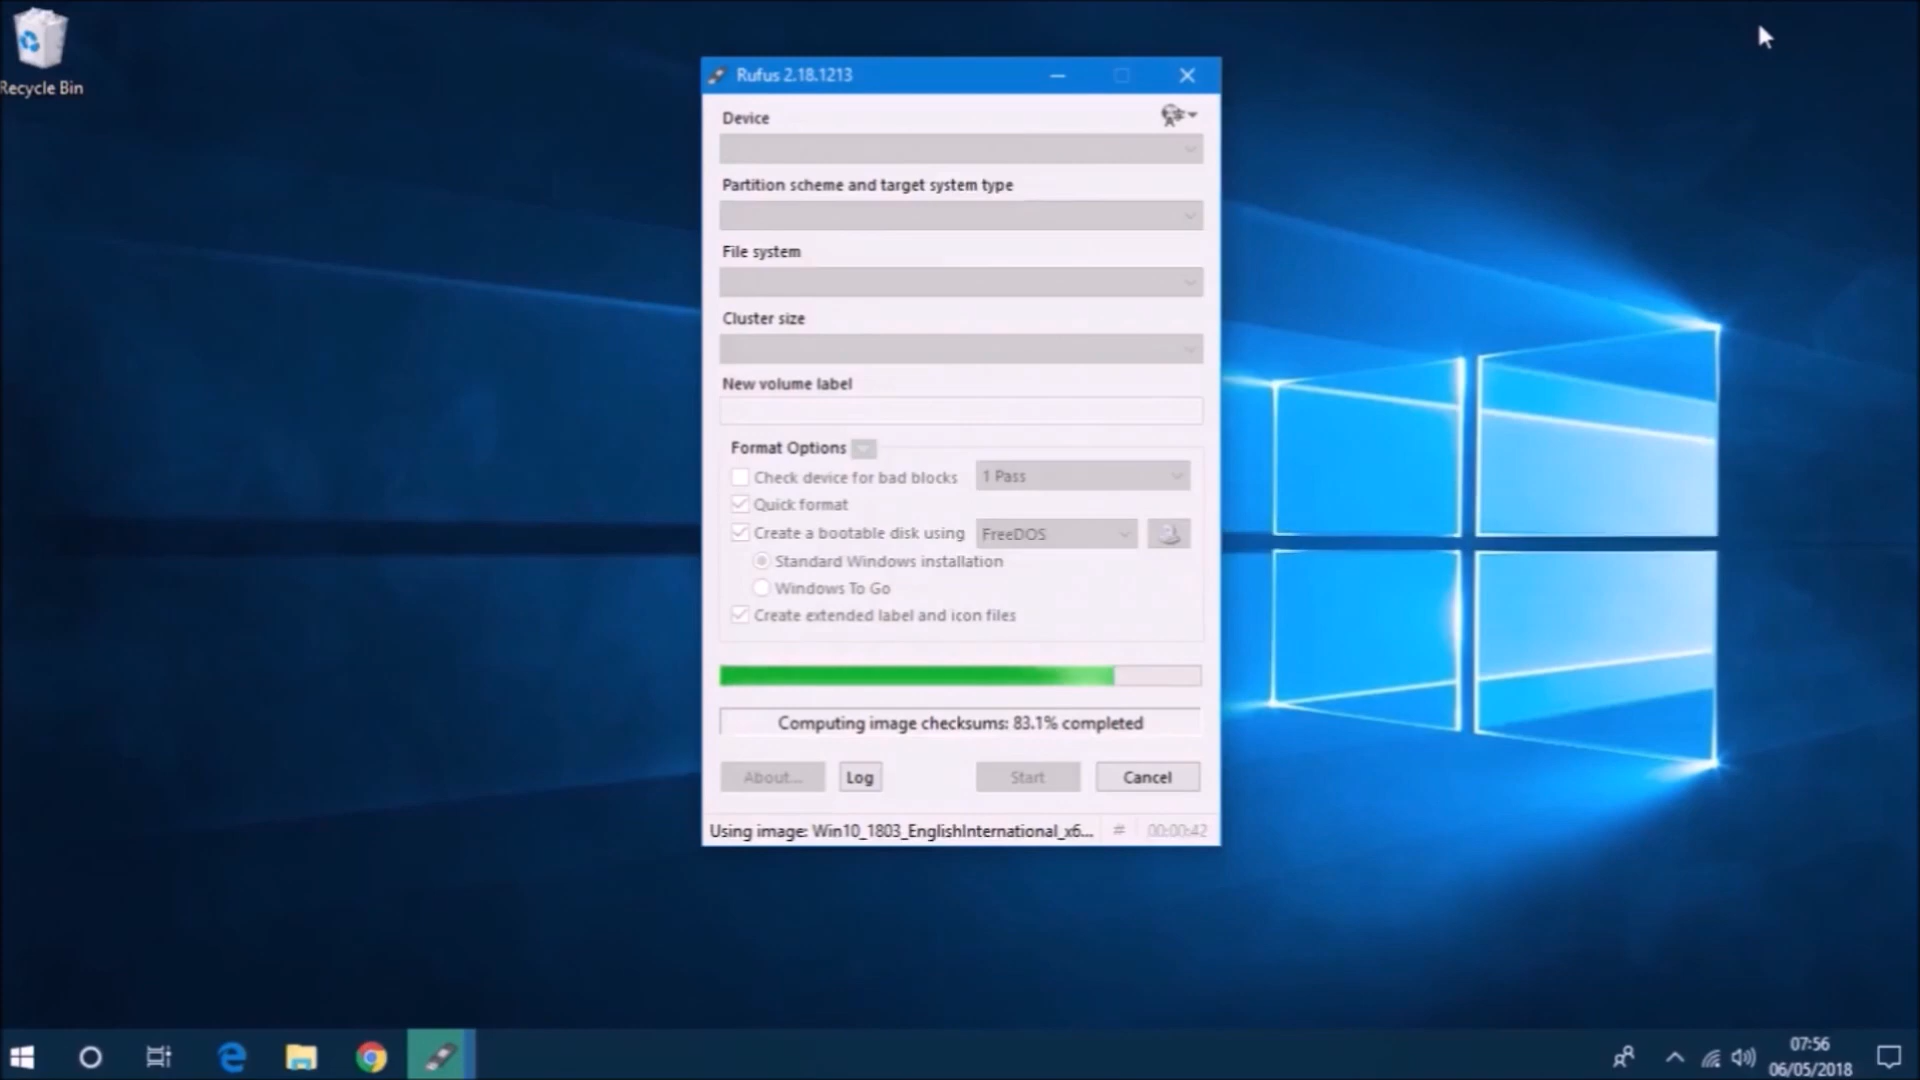 Recycle Bin
Rufus 2.18.1213
Device
Partition scheme and target system type
File system
Cluster size
New volume label
Format Options
Check device for bad blocks 1 Pass
Quick format
Create a bootable disk using FreeDOS
Standard Windows installation
Windows To Go
Create extended label and icon files
Computing image checksums: 83.1% completed
About... Log Start Cancel
Using image: Win10_1803_EnglishInternational_x6... # 00:00:42
07:56
06/05/2018